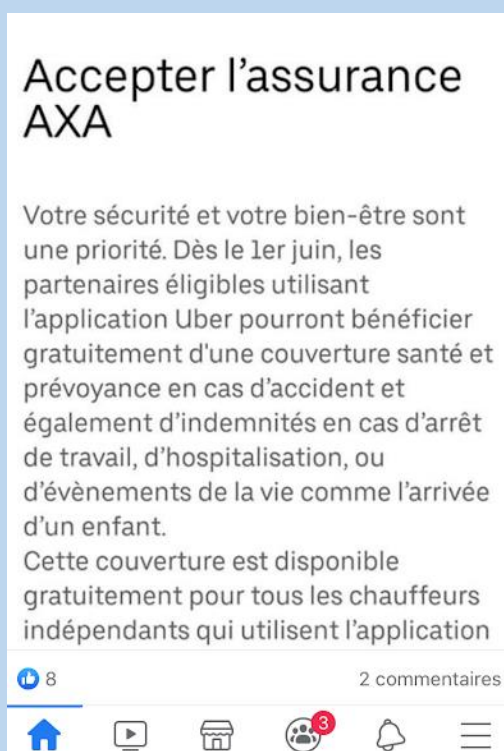 Accepter l’assurance
AXA
Votre sécurité et votre bien-être sont
une priorité. Dès le 1er juin, les
partenaires éligibles utilisant
l’application Uber pourront bénéficier
gratuitement d'une couverture santé et
prévoyance en cas d’accident et
également d’indemnités en cas d’arrêt
de travail, d’hospitalisation, ou
d’évènements de la vie comme l’arrivée
d’un enfant.
Cette couverture est disponible
gratuitement pour tous les chauffeurs
indépendants qui utilisent l’application
8 2 commentaires
3